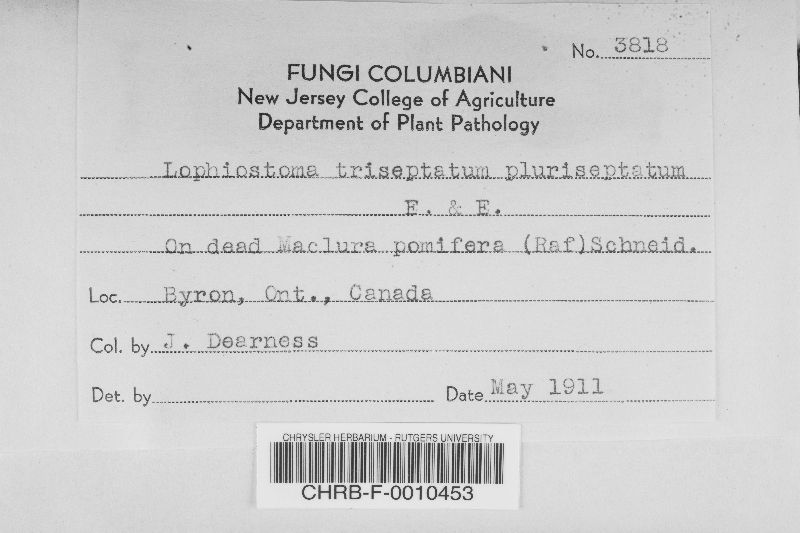 No. 3818
FUNGI COLUMBIANI
New Jersey College of Agriculture
Department of Plant Pathology
Lophiostoma triseptatum pluriseptatum
E. & E.
On dead Maclura pomifera (Raf)Schneid.
Loc. Byron, Ont., Canada
Col. by J. Dearness
Det. by
Date May 1911
CHRYSLER HERBARIUM - RUTGERS UNIVERSITY
CHRB-F-0010453